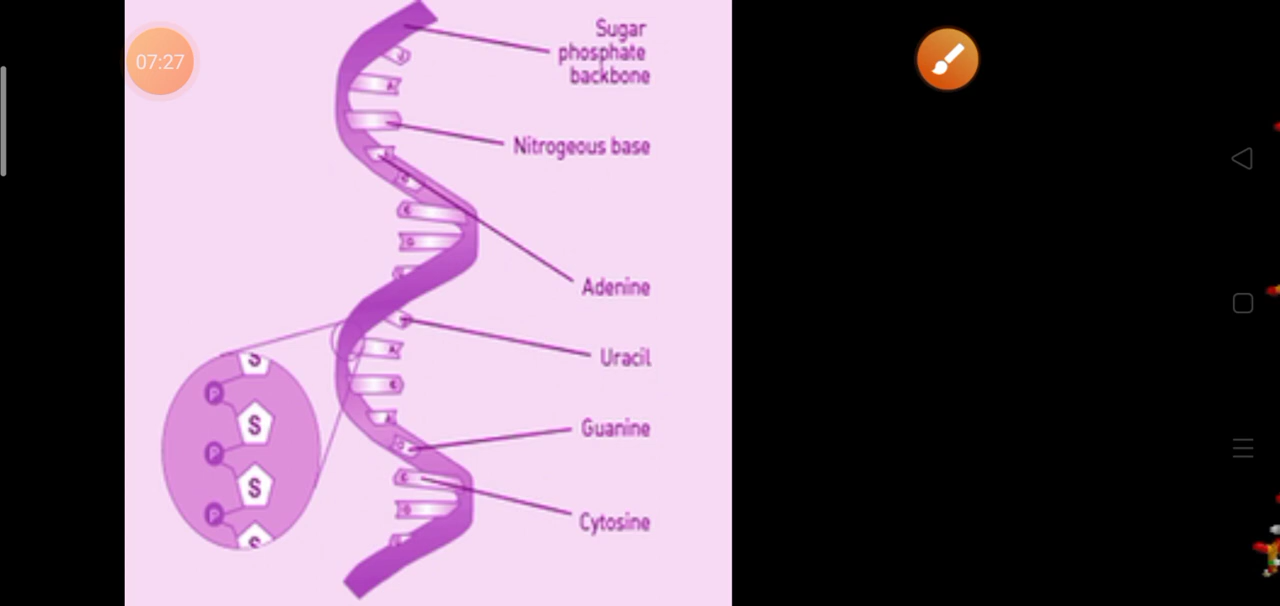 07:27
Sugar
phosphate
backbone
A
Nitrogeous base
G
Adenine
Uracil
A
A
Guanine
C
Cytosine
S
P
S
P
S
P
S